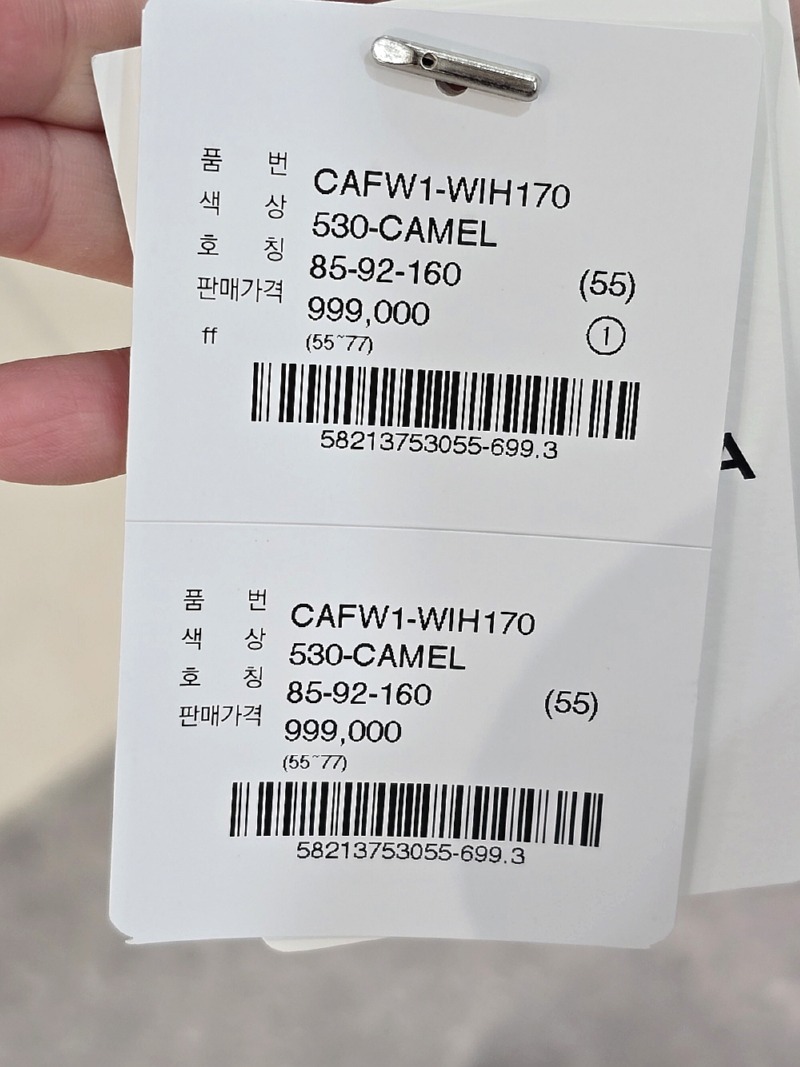 품 번 CAFW1-WIH170
색 상 530-CAMEL
호 칭 85-92-160 (55)
판매가격 999,000
ff (55~77) ①
58213753055-699.3
A
품 번 CAFW1-WIH170
색 상 530-CAMEL
호 칭 85-92-160 (55)
판매가격 999,000
(55~77)
58213753055-699.3